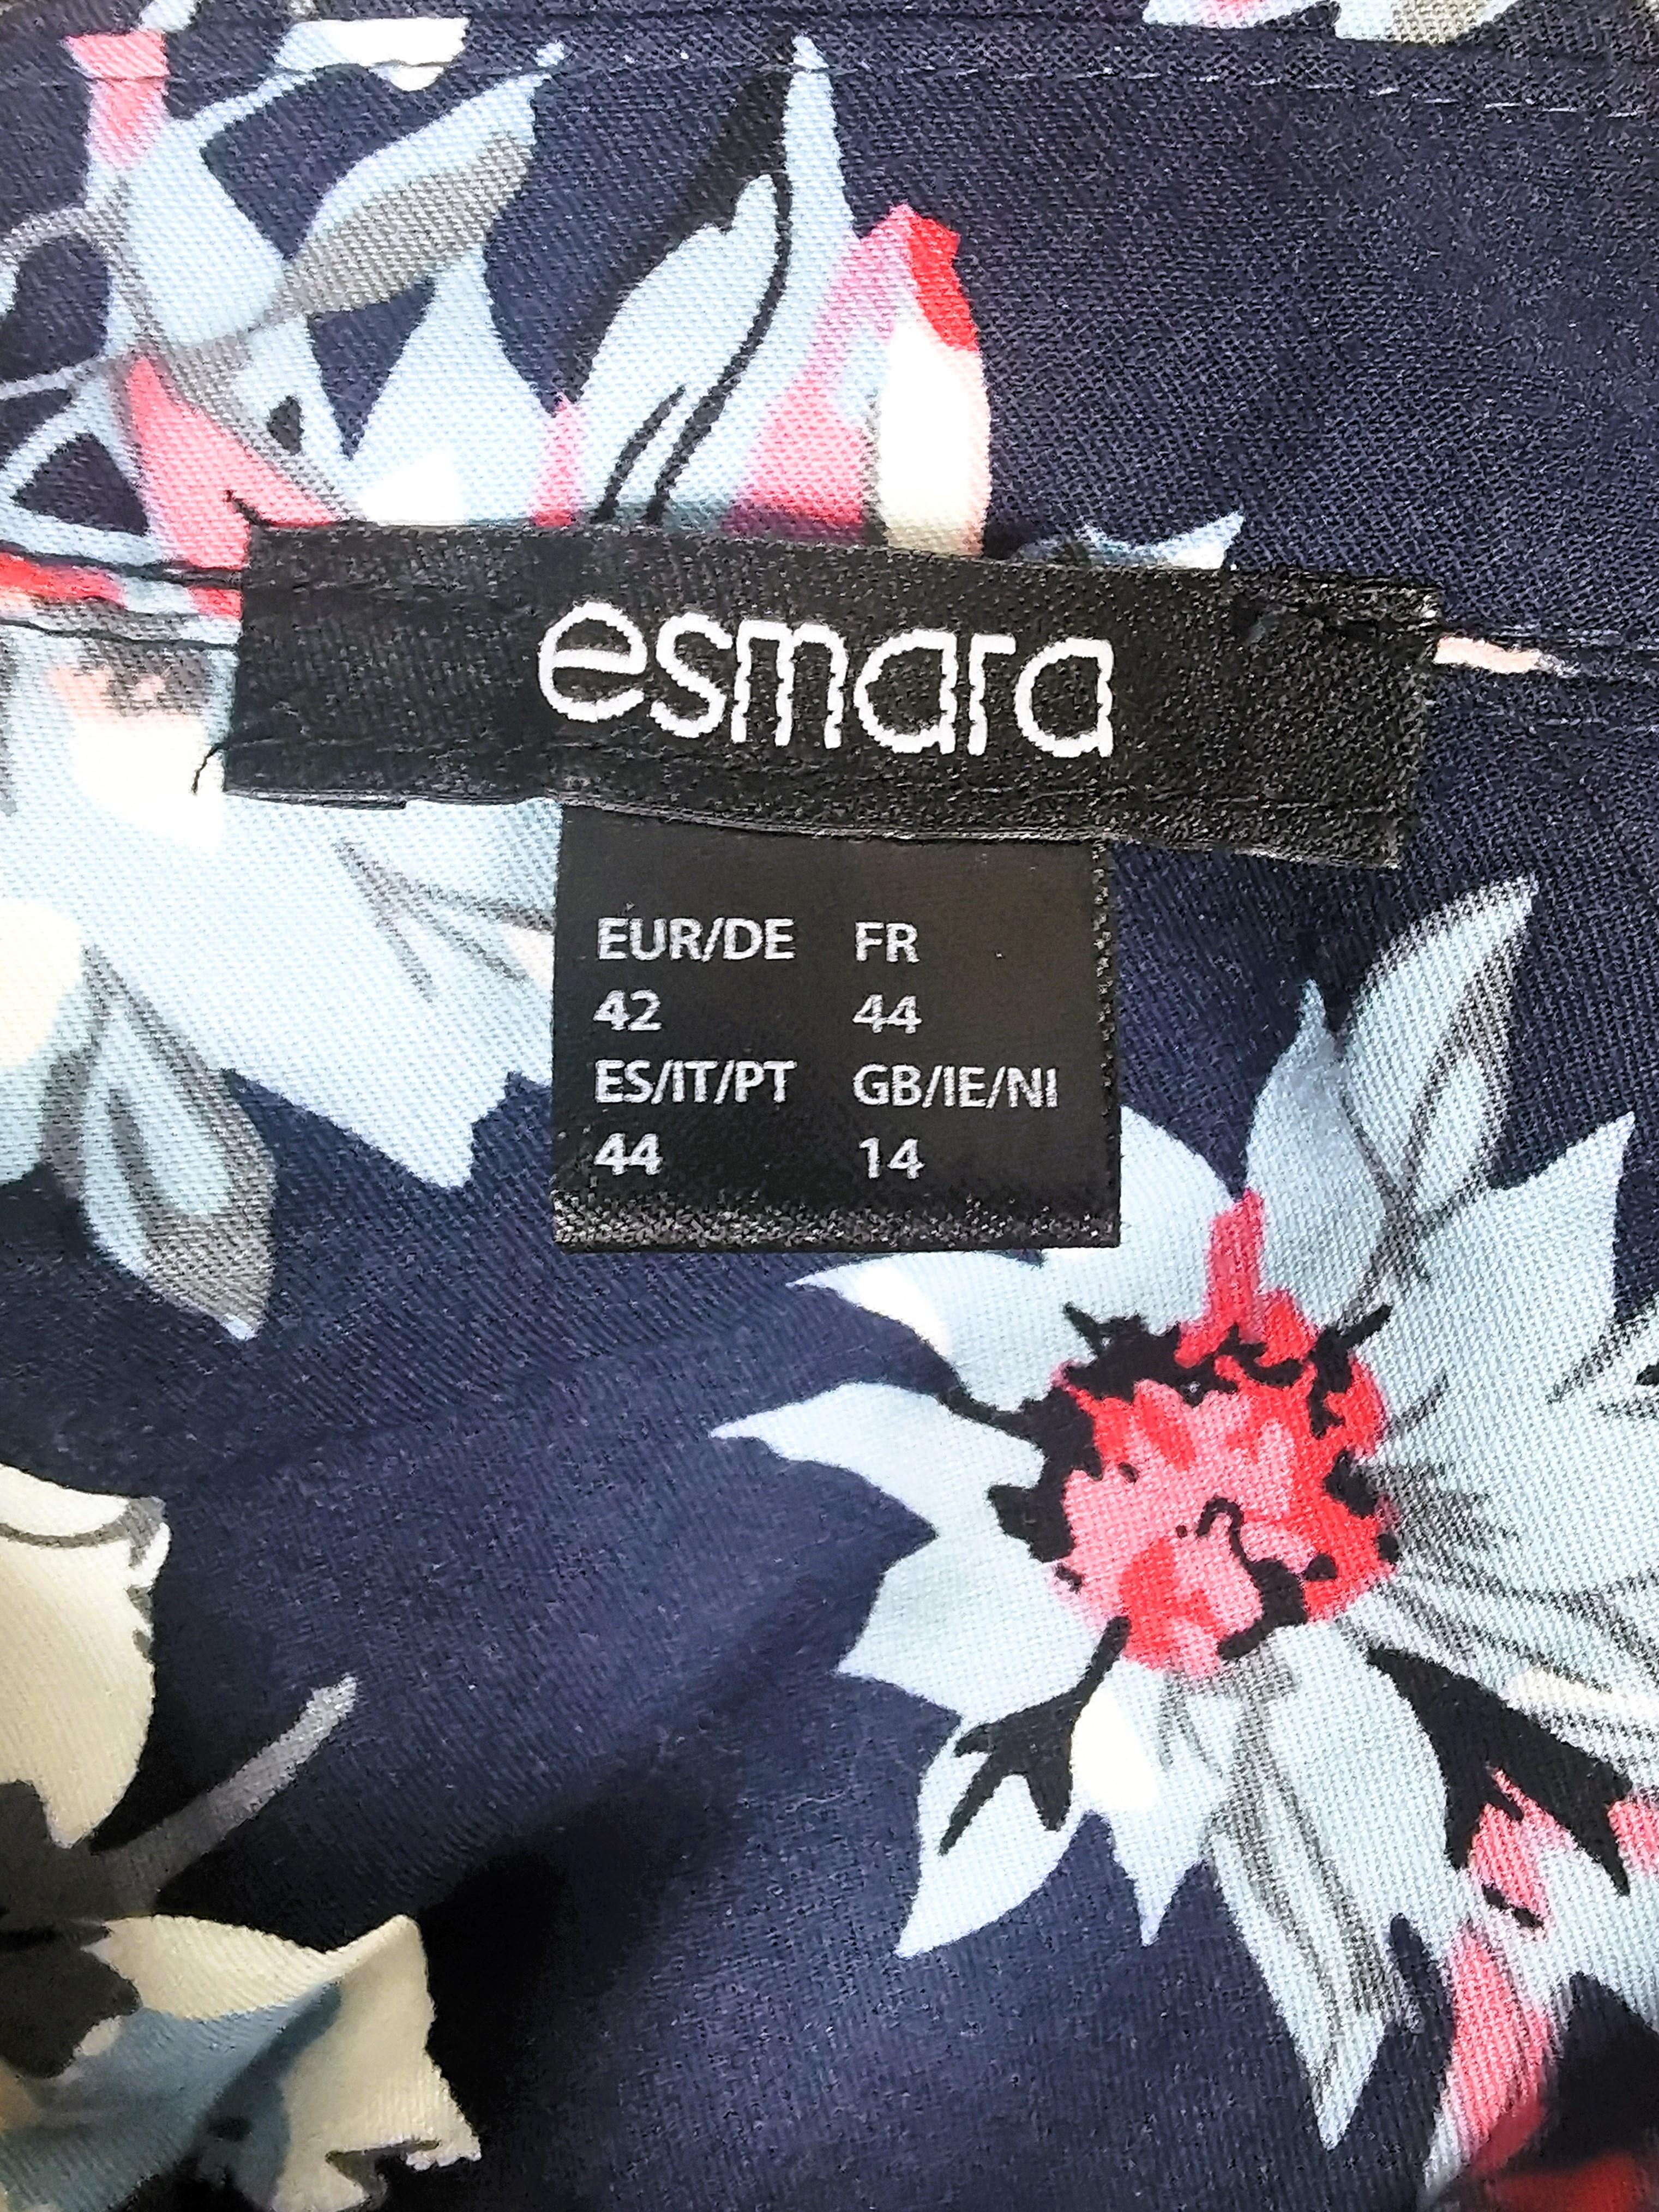 esmara
EUR/DE FR
42 44
ES/IT/PT GB/IE/NI
44 14